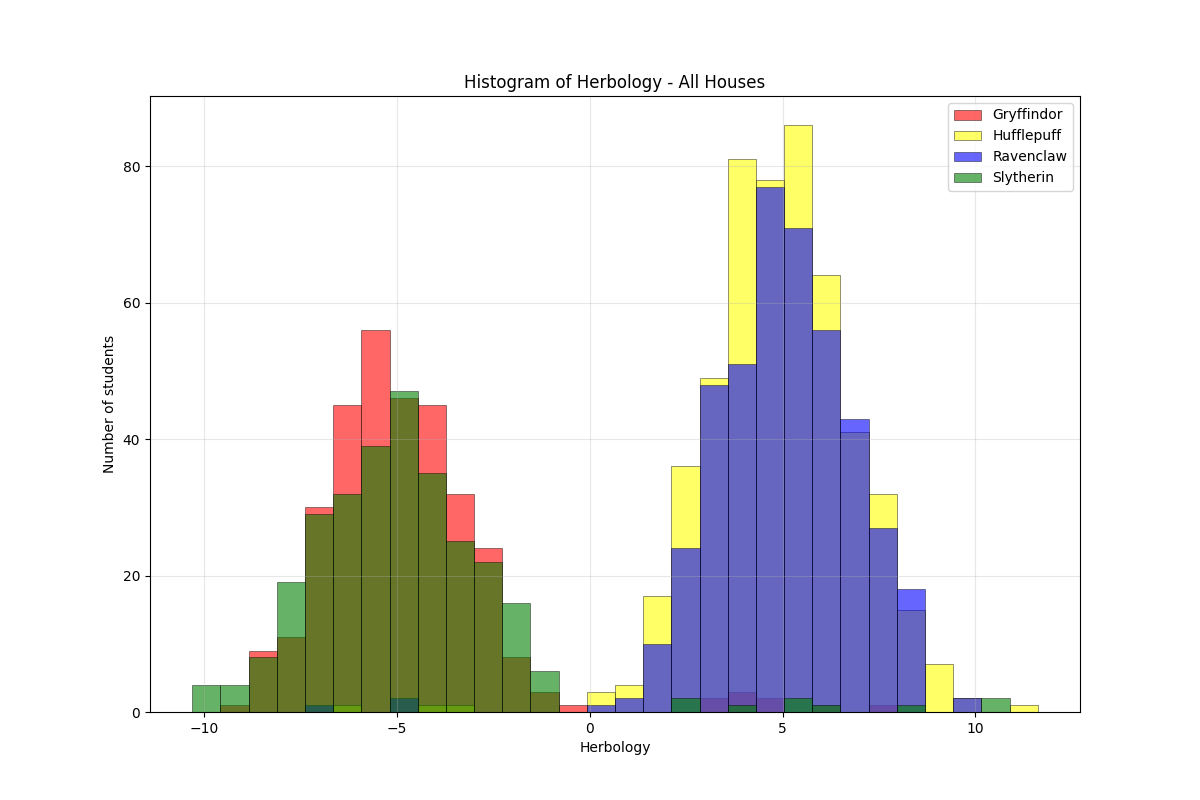 Histogram of Herbology - All Houses
Gryffindor
Hufflepuff
Ravenclaw
Slytherin
80
60
40
20
0
Number of students
−10
−5
0
5
10
Herbology